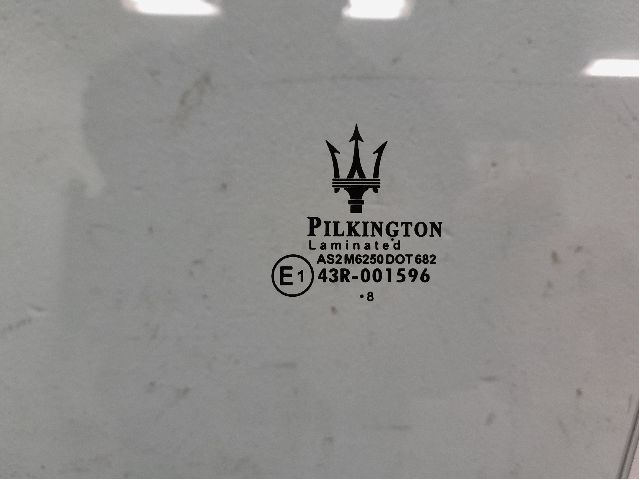 PILKINGTON
Laminated
AS2 M6250 DOT 682
E1 43R-001596
.8